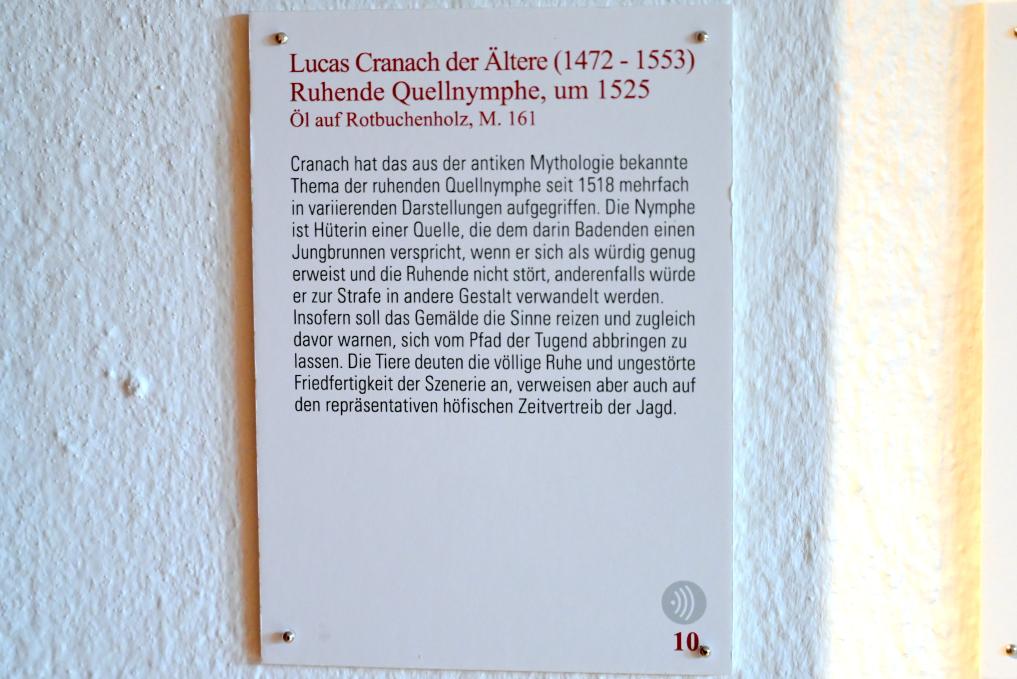 Lucas Cranach der Ältere (1472 - 1553)
Ruhende Quellnymphe, um 1525
Öl auf Rotbuchenholz, M. 161
Cranach hat das aus der antiken Mythologie bekannte
Thema der ruhenden Quellnymphe seit 1518 mehrfach
in variierenden Darstellungen aufgegriffen. Die Nymphe
ist Hüterin einer Quelle, die dem darin Badenden einen
Jungbrunnen verspricht, wenn er sich als würdig genug
erweist und die Ruhende nicht stört, anderenfalls würde
er zur Strafe in andere Gestalt verwandelt werden.
Insofern soll das Gemälde die Sinne reizen und zugleich
davor warnen, sich vom Pfad der Tugend abbringen zu
lassen. Die Tiere deuten die völlige Ruhe und ungestörte
Friedfertigkeit der Szenerie an, verweisen aber auch auf
den repräsentativen höfischen Zeitvertreib der Jagd.
10